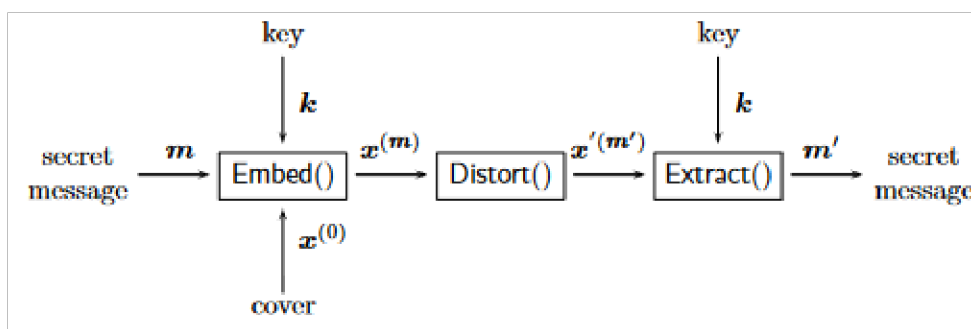 key
key
k
k
secret
message
m
Embed()
x(m)
Distort()
x'(m')
Extract()
m'
secret
message
x(0)
cover